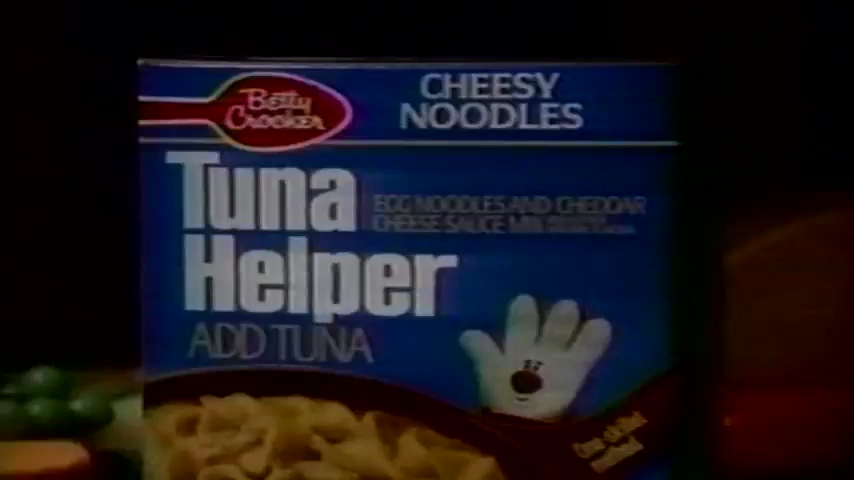 Betty
Crocker
CHEESY
NOODLES
Tuna
Helper
ADD TUNA
EGG NOODLES AND CHEDDAR
CHEESE SAUCE MIX